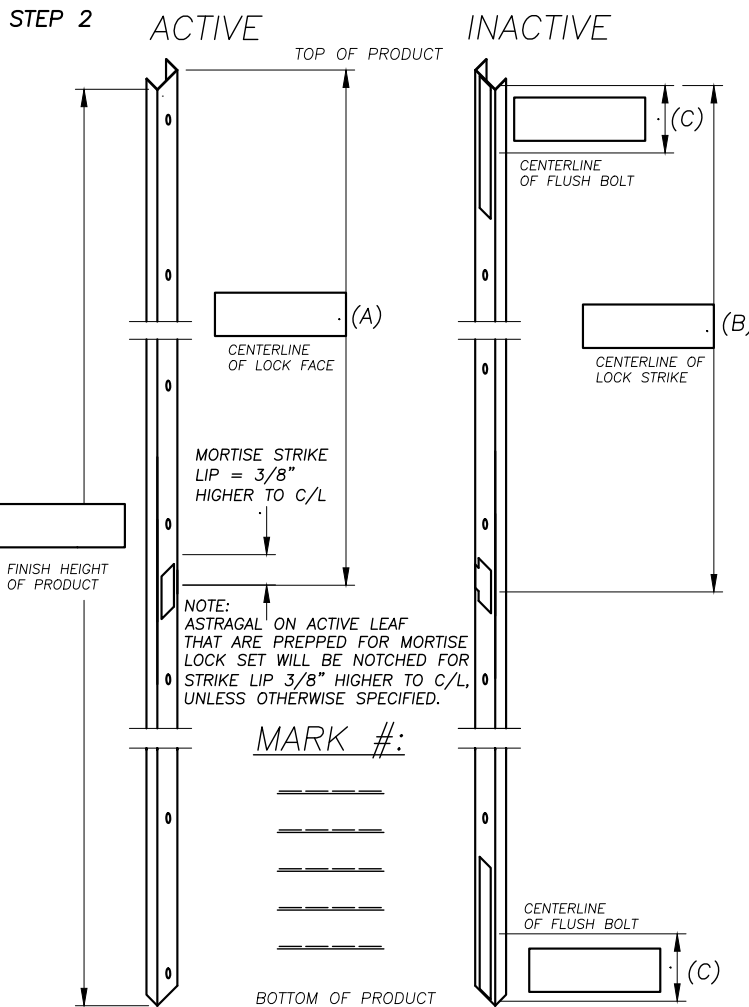 STEP 2
ACTIVE
INACTIVE
TOP OF PRODUCT
(C)
CENTERLINE
OF FLUSH BOLT
(A)
CENTERLINE
OF LOCK FACE
(B)
CENTERLINE OF
LOCK STRIKE
MORTISE STRIKE
LIP = 3/8"
HIGHER TO C/L
FINISH HEIGHT
OF PRODUCT
NOTE:
ASTRAGAL ON ACTIVE LEAF
THAT ARE PREPPED FOR MORTISE
LOCK SET WILL BE NOTCHED FOR
STRIKE LIP 3/8" HIGHER TO C/L,
UNLESS OTHERWISE SPECIFIED.
MARK #:
CENTERLINE
OF FLUSH BOLT
(C)
BOTTOM OF PRODUCT